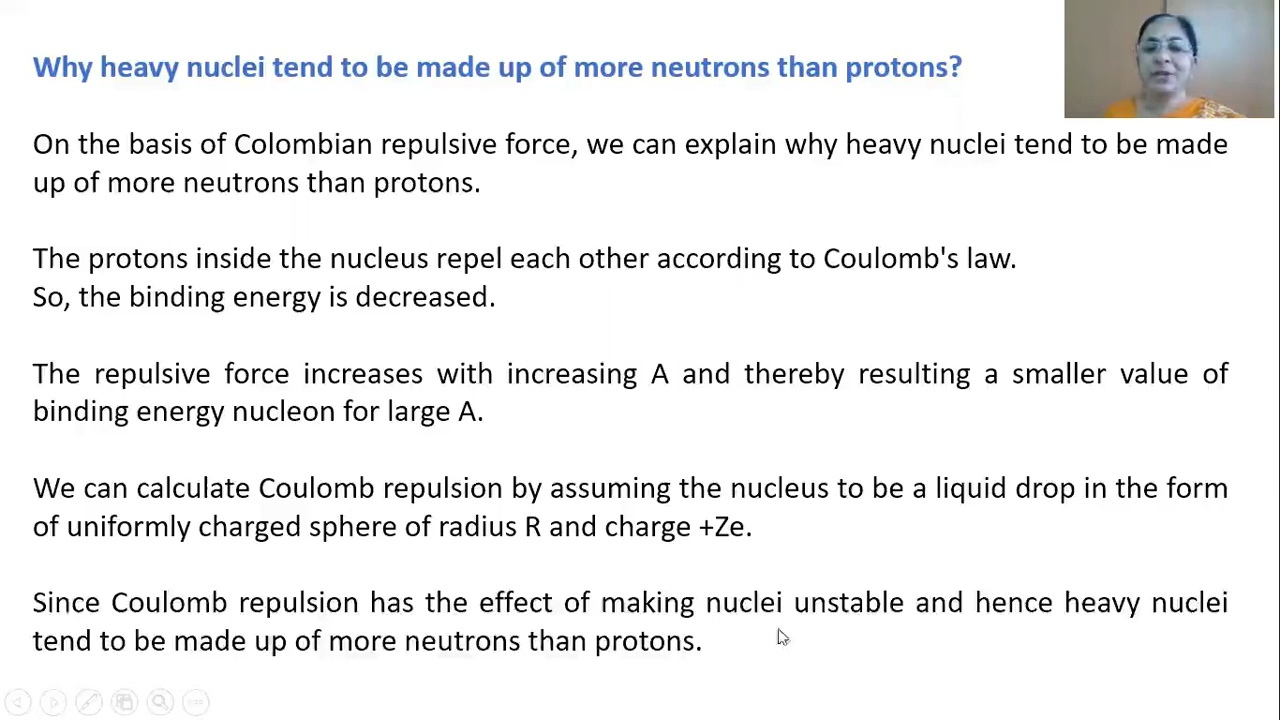 Why heavy nuclei tend to be made up of more neutrons than protons?
On the basis of Colombian repulsive force, we can explain why heavy nuclei tend to be made
up of more neutrons than protons.
The protons inside the nucleus repel each other according to Coulomb's law.
So, the binding energy is decreased.
The repulsive force increases with increasing A and thereby resulting a smaller value of
binding energy nucleon for large A.
We can calculate Coulomb repulsion by assuming the nucleus to be a liquid drop in the form
of uniformly charged sphere of radius R and charge +Ze.
Since Coulomb repulsion has the effect of making nuclei unstable and hence heavy nuclei
tend to be made up of more neutrons than protons.